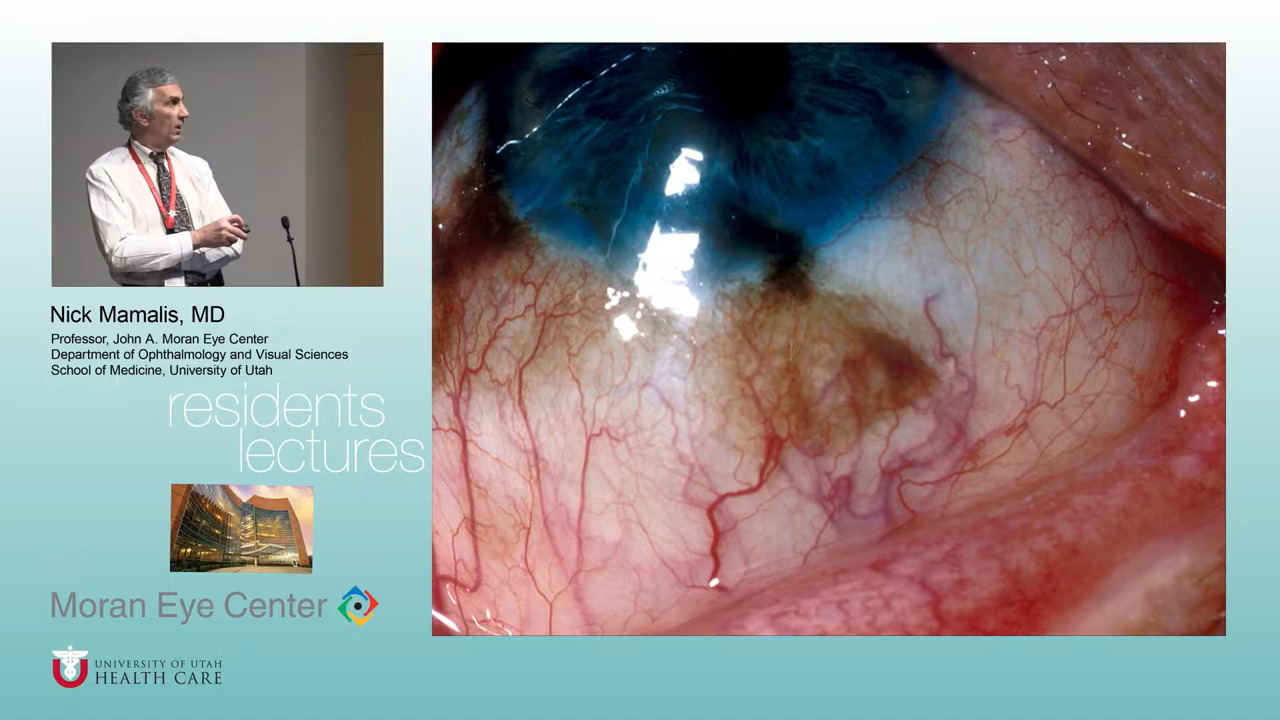 Nick Mamalis, MD
Professor, John A. Moran Eye Center
Department of Ophthalmology and Visual Sciences
School of Medicine, University of Utah
residents
lectures
Moran Eye Center
UNIVERSITY OF UTAH
HEALTH CARE